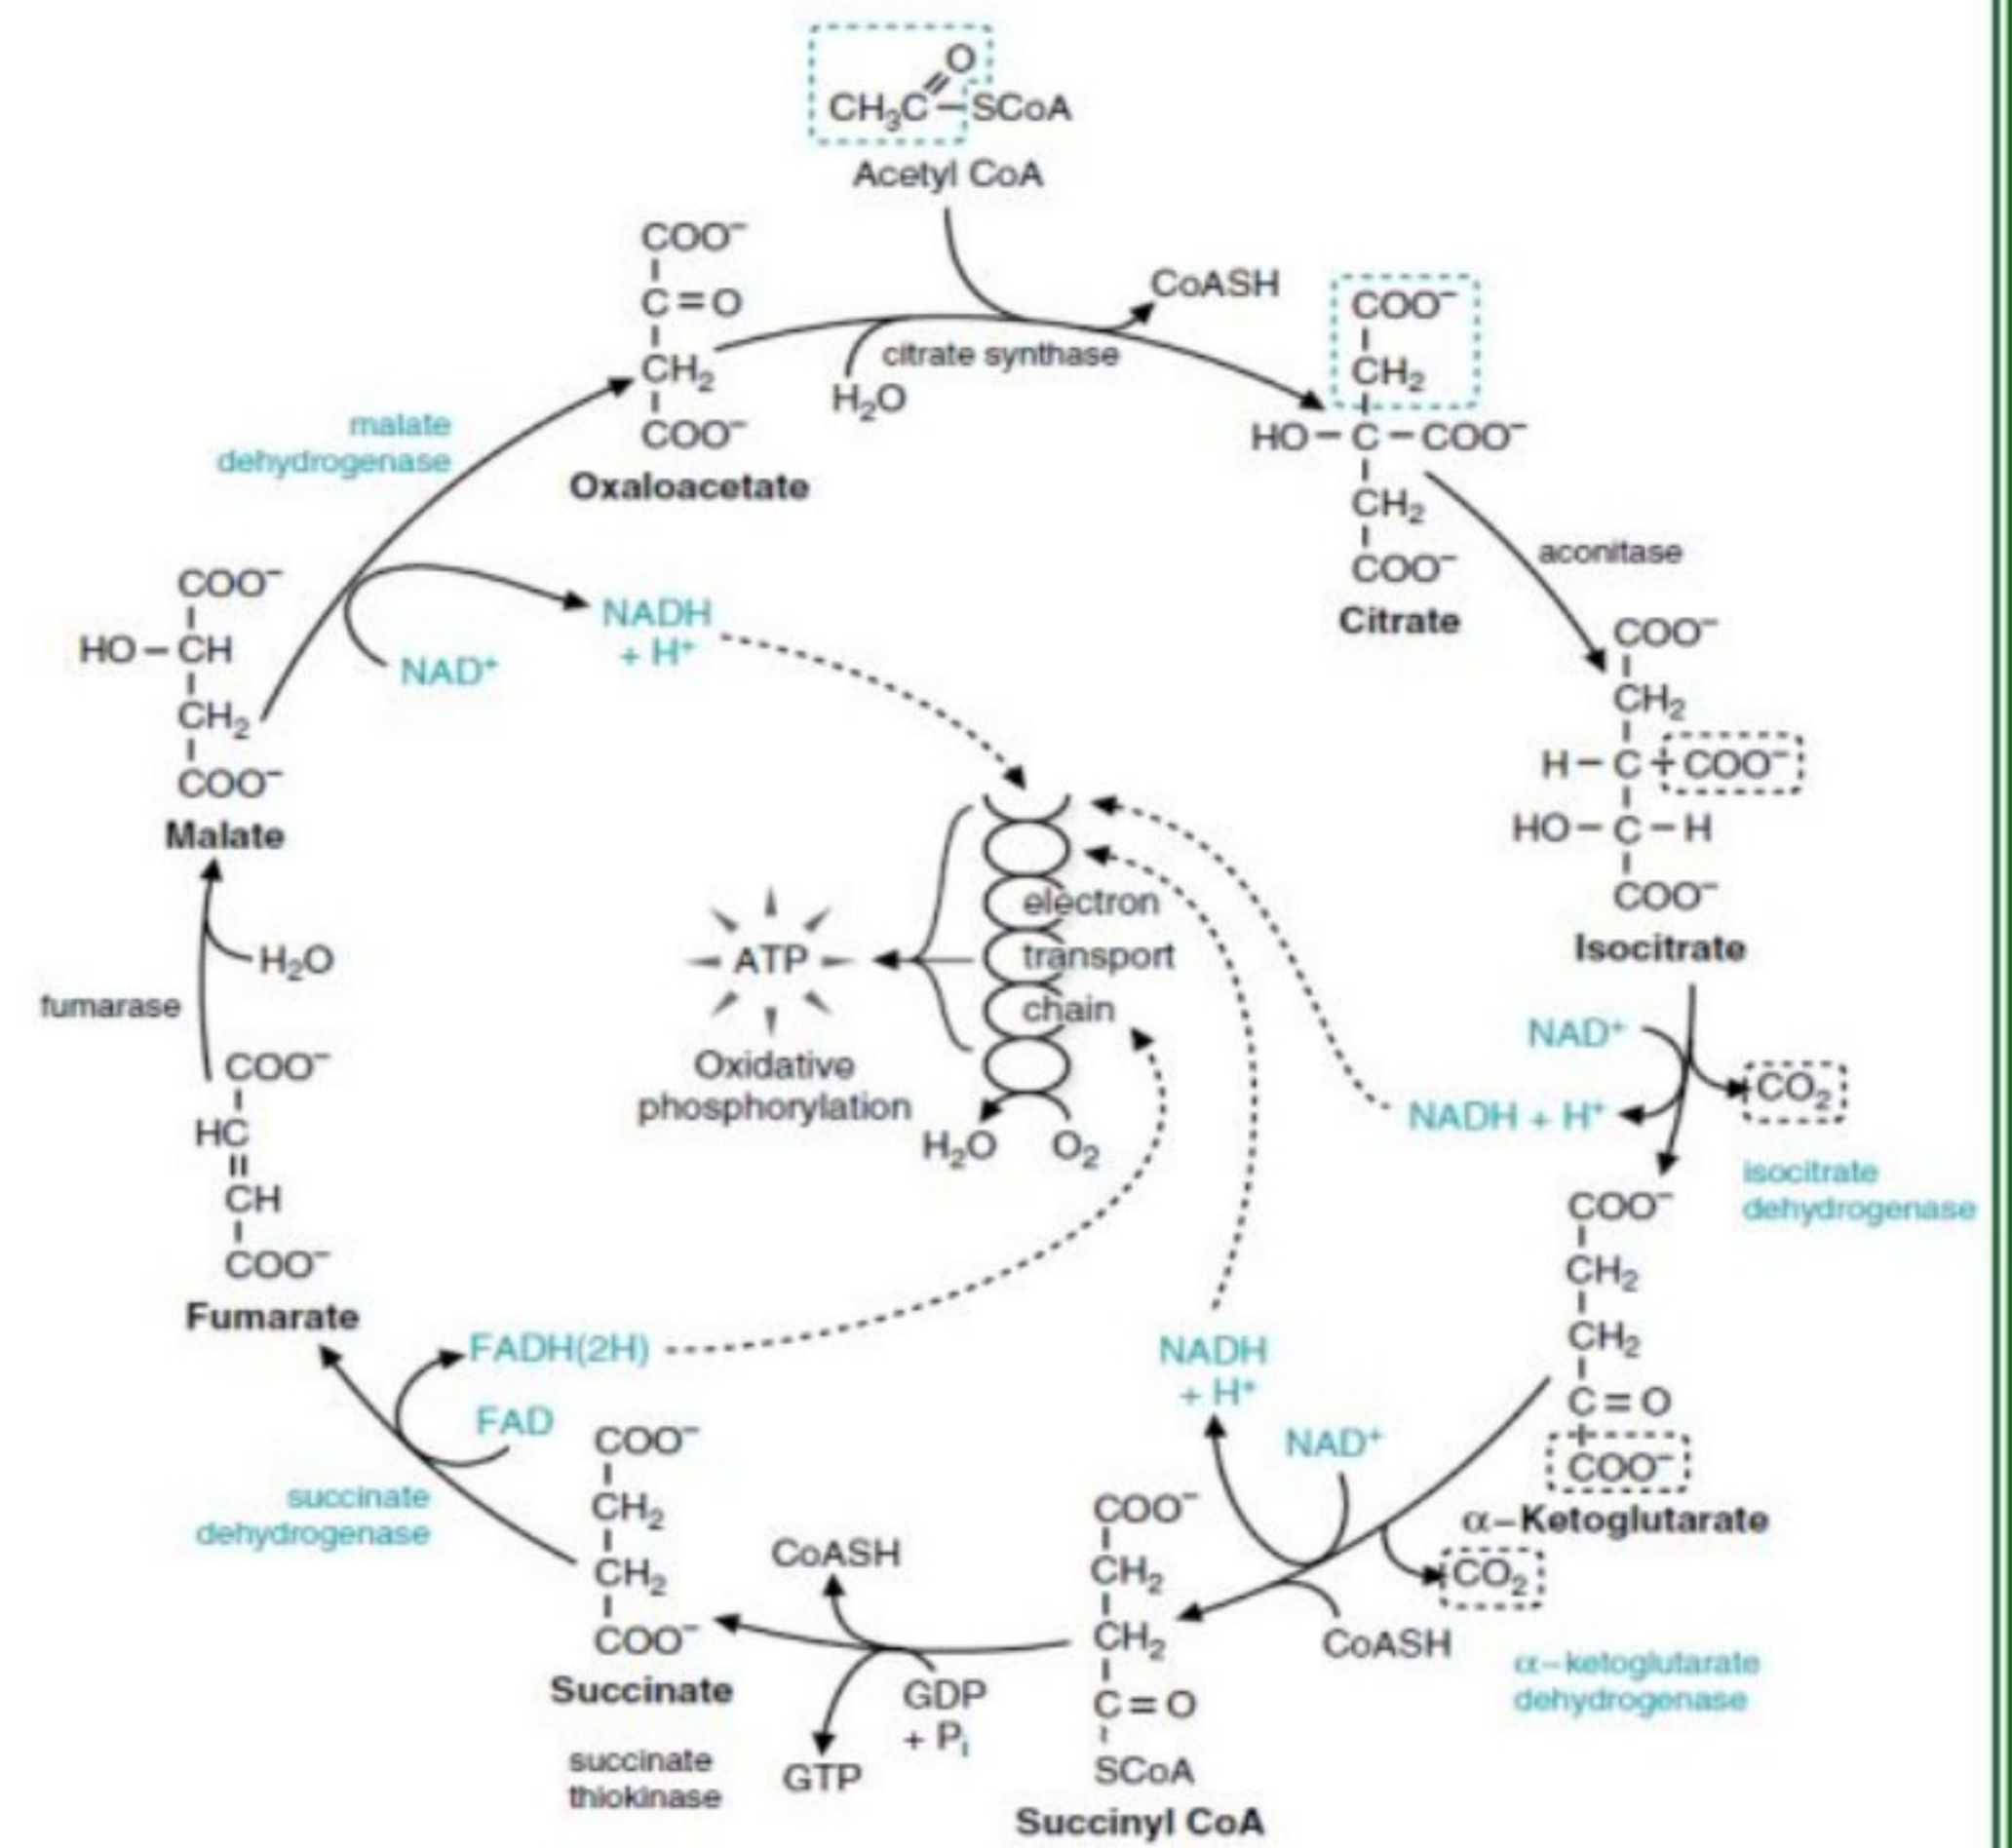 O
CH₃C–SCoA
Acetyl CoA
COO⁻
C=O
CH₂
COO⁻
Oxaloacetate
CoASH
citrate synthase
H₂O
COO⁻
CH₂
HO–C–COO⁻
CH₂
COO⁻
Citrate
aconitase
COO⁻
CH₂
H–C–COO⁻
HO–C–H
COO⁻
Isocitrate
NAD⁺
CO₂
NADH + H⁺
isocitrate
dehydrogenase
COO⁻
CH₂
CH₂
C=O
COO⁻
α–Ketoglutarate
CO₂
NADH
+ H⁺
NAD⁺
CoASH
α–ketoglutarate
dehydrogenase
COO⁻
CH₂
CH₂
C=O
SCoA
Succinyl CoA
CoASH
GDP
+ Pᵢ
GTP
succinate
thiokinase
COO⁻
CH₂
CH₂
COO⁻
Succinate
FADH(2H)
FAD
succinate
dehydrogenase
COO⁻
HC
CH
COO⁻
Fumarate
fumarase
H₂O
COO⁻
HO–CH
CH₂
COO⁻
Malate
malate
dehydrogenase
NADH
+ H⁺
NAD⁺
electron
transport
chain
ATP
Oxidative
phosphorylation
H₂O
O₂